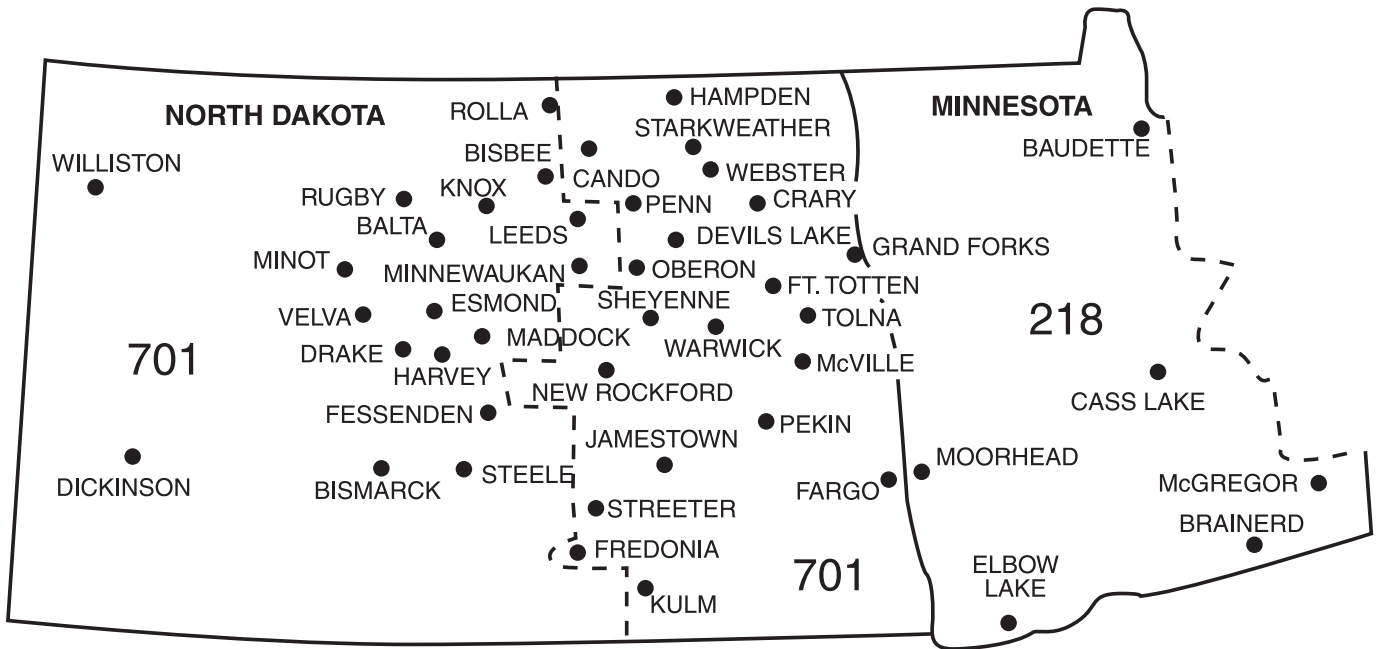 HAMPDEN
NORTH DAKOTA
ROLLA
MINNESOTA
STARKWEATHER
BAUDETTE
BISBEE
WILLISTON
WEBSTER
CANDO
KNOX
RUGBY
PENN
CRARY
BALTA
LEEDS
DEVILS LAKE
GRAND FORKS
MINOT
MINNEWAUKAN
OBERON
FT. TOTTEN
ESMOND
SHEYENNE
VELVA
TOLNA
218
MADDOCK
WARWICK
DRAKE
701
McVILLE
HARVEY
NEW ROCKFORD
CASS LAKE
FESSENDEN
PEKIN
JAMESTOWN
MOORHEAD
STEELE
DICKINSON
BISMARCK
FARGO
McGREGOR
STREETER
BRAINERD
FREDONIA
701
ELBOW
LAKE
KULM